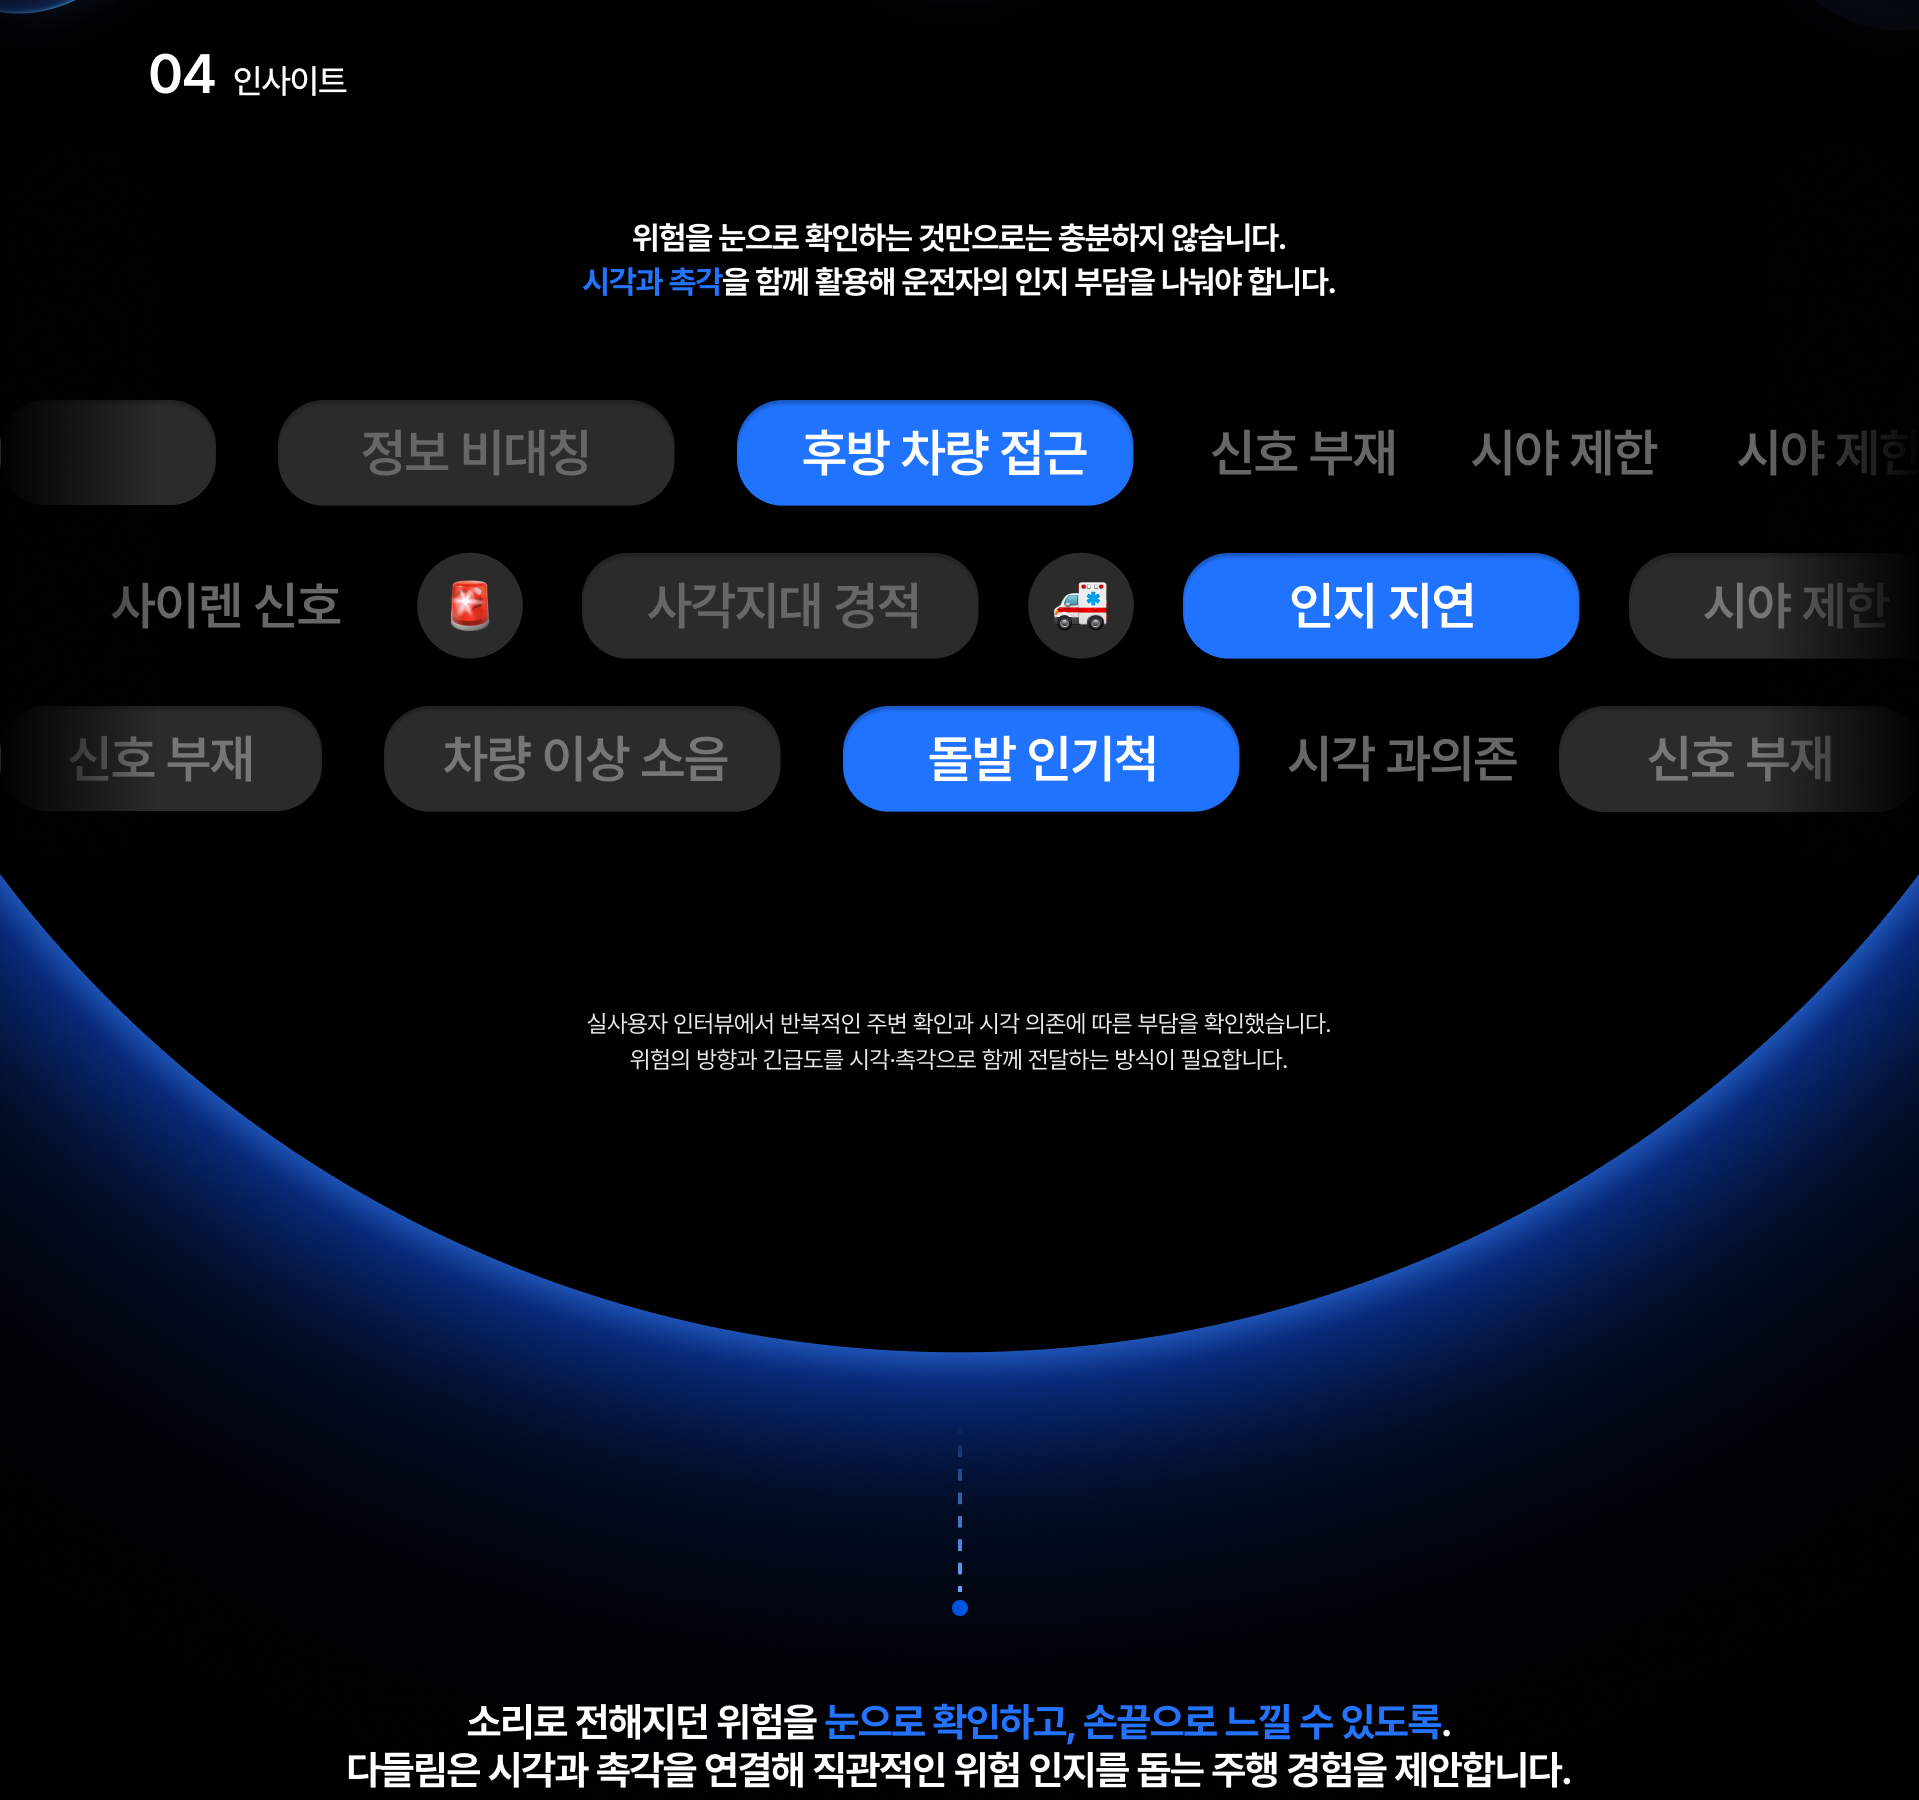 04 인사이트
위험을 눈으로 확인하는 것만으로는 충분하지 않습니다.
시각과 촉각을 함께 활용해 운전자의 인지 부담을 나눠야 합니다.
정보 비대칭 후방 차량 접근 신호 부재 시야 제한 시야 제한
사이렌 신호 사각지대 경적 인지 지연 시야 제한
신호 부재 차량 이상 소음 돌발 인기척 시각 과의존 신호 부재
실사용자 인터뷰에서 반복적인 주변 확인과 시각 의존에 따른 부담을 확인했습니다.
위험의 방향과 긴급도를 시각·촉각으로 함께 전달하는 방식이 필요합니다.
소리로 전해지던 위험을 눈으로 확인하고, 손끝으로 느낄 수 있도록.
다들림은 시각과 촉각을 연결해 직관적인 위험 인지를 돕는 주행 경험을 제안합니다.